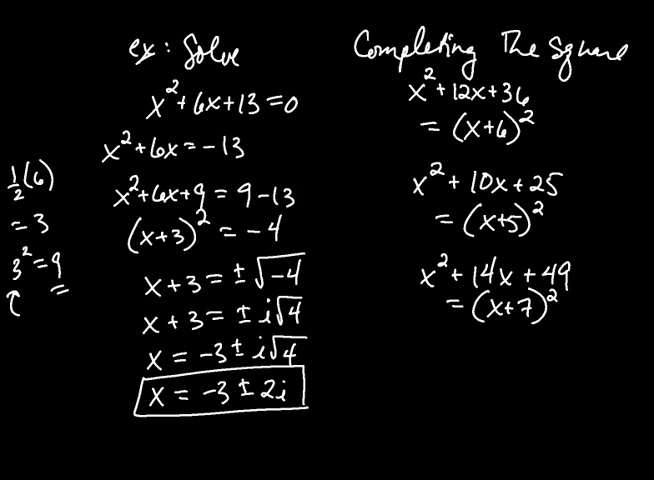 ex: Solve
x²+6x+13=0
x²+6x=-13
x²+6x+9=9-13
(x+3)²=-4
x+3=±√-4
x+3=±i√4
x=-3±i√4
x=-3±2i
1/2(6)
=3
3²=9
↑ =
Completing The Square
x²+12x+36
=(x+6)²
x²+10x+25
=(x+5)²
x²+14x+49
=(x+7)²